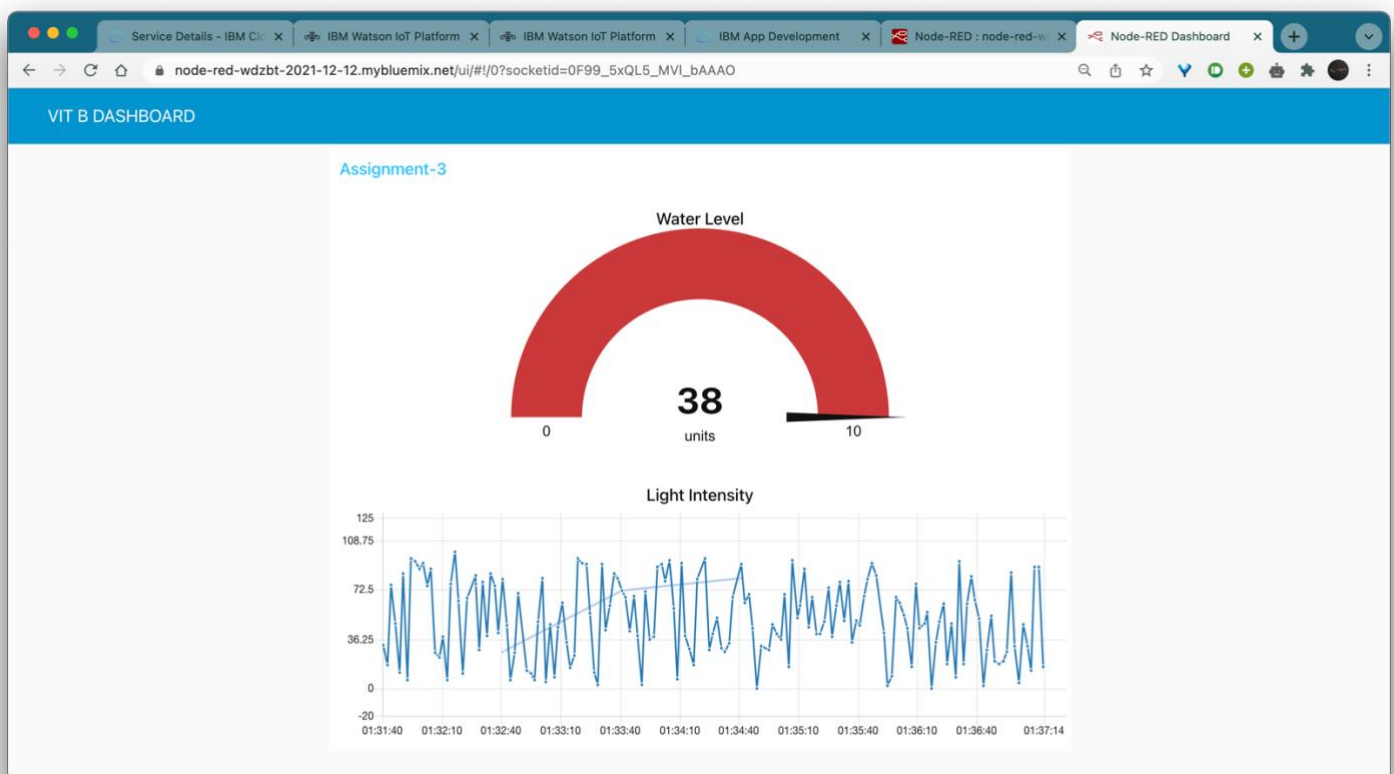 Service Details - IBM Clo
IBM Watson IoT Platform
IBM Watson IoT Platform
IBM App Development
Node-RED : node-red-w
Node-RED Dashboard
node-red-wdzbt-2021-12-12.mybluemix.net/ui/#!/0?socketid=0F99_5xQL5_MVI_bAAAO
VIT B DASHBOARD
Assignment-3
Water Level
38
0
units
10
Light Intensity
125
108.75
72.5
36.25
0
-20
01:31:40 01:32:10 01:32:40 01:33:10 01:33:40 01:34:10 01:34:40 01:35:10 01:35:40 01:36:10 01:36:40 01:37:14